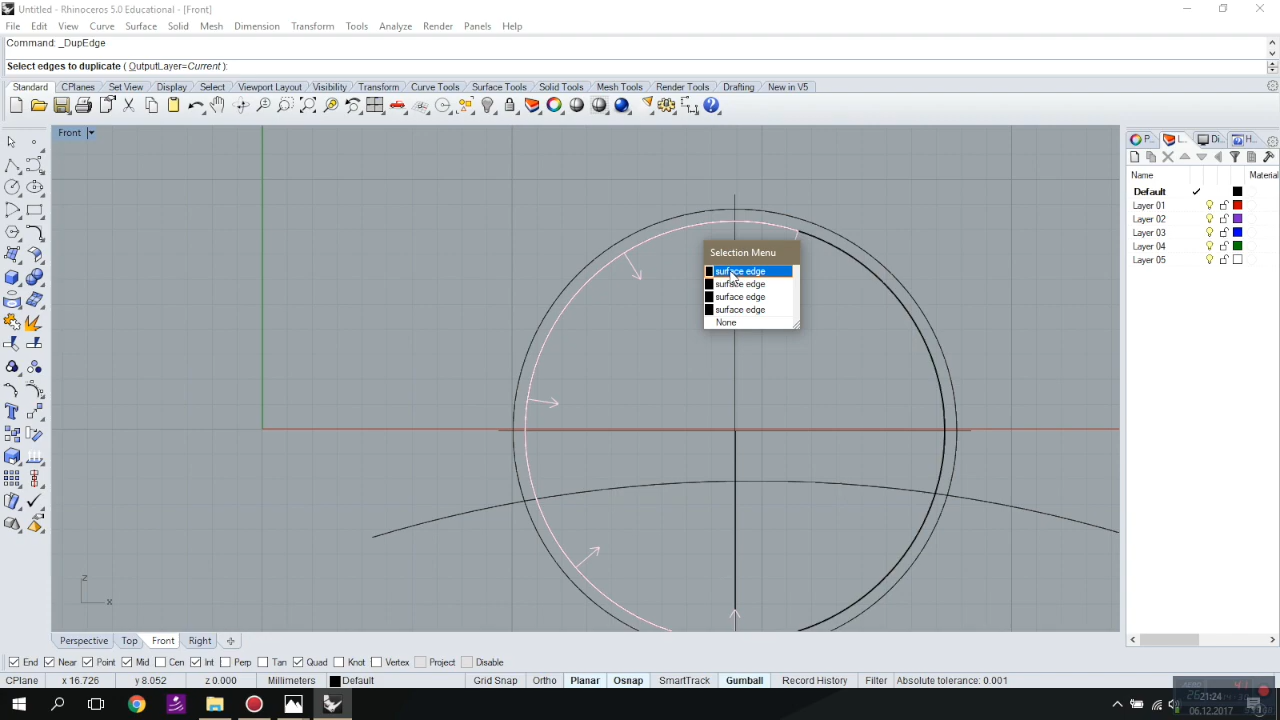 Untitled - Rhinoceros 5.0 Educational - [Front]
File Edit View Curve Surface Solid Mesh Dimension Transform Tools Analyze Render Panels Help
Command: _DupEdge
Select edges to duplicate ( OutputLayer=Current ):
Standard CPlanes Set View Display Select Viewport Layout Visibility Transform Curve Tools Surface Tools Solid Tools Mesh Tools Render Tools Drafting New in V5
Front
P... L... Di... H...
Name Material
Default
Layer 01
Layer 02
Layer 03
Layer 04
Layer 05
Selection Menu
surface edge
surface edge
surface edge
surface edge
None
z
x
Perspective Top Front Right
End Near Point Mid Cen Int Perp Tan Quad Knot Vertex Project Disable
CPlane x 16.726 y 8.052 z 0.000 Millimeters Default Grid Snap Ortho Planar Osnap SmartTrack Gumball Record History Filter Absolute tolerance: 0.001
21:24
06.12.2017